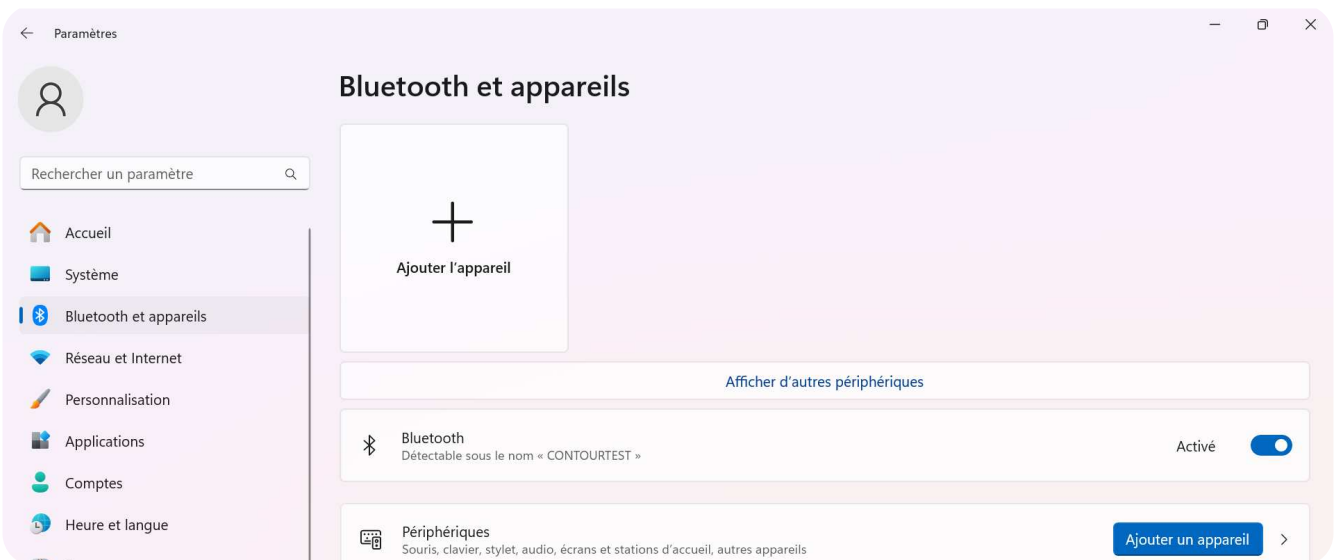 Paramètres
Bluetooth et appareils
Rechercher un paramètre
Accueil
Système
Bluetooth et appareils
Réseau et Internet
Personnalisation
Applications
Comptes
Heure et langue
Ajouter l'appareil
Afficher d'autres périphériques
Bluetooth
Détectable sous le nom « CONTOURTEST »
Activé
Périphériques
Souris, clavier, stylet, audio, écrans et stations d'accueil, autres appareils
Ajouter un appareil